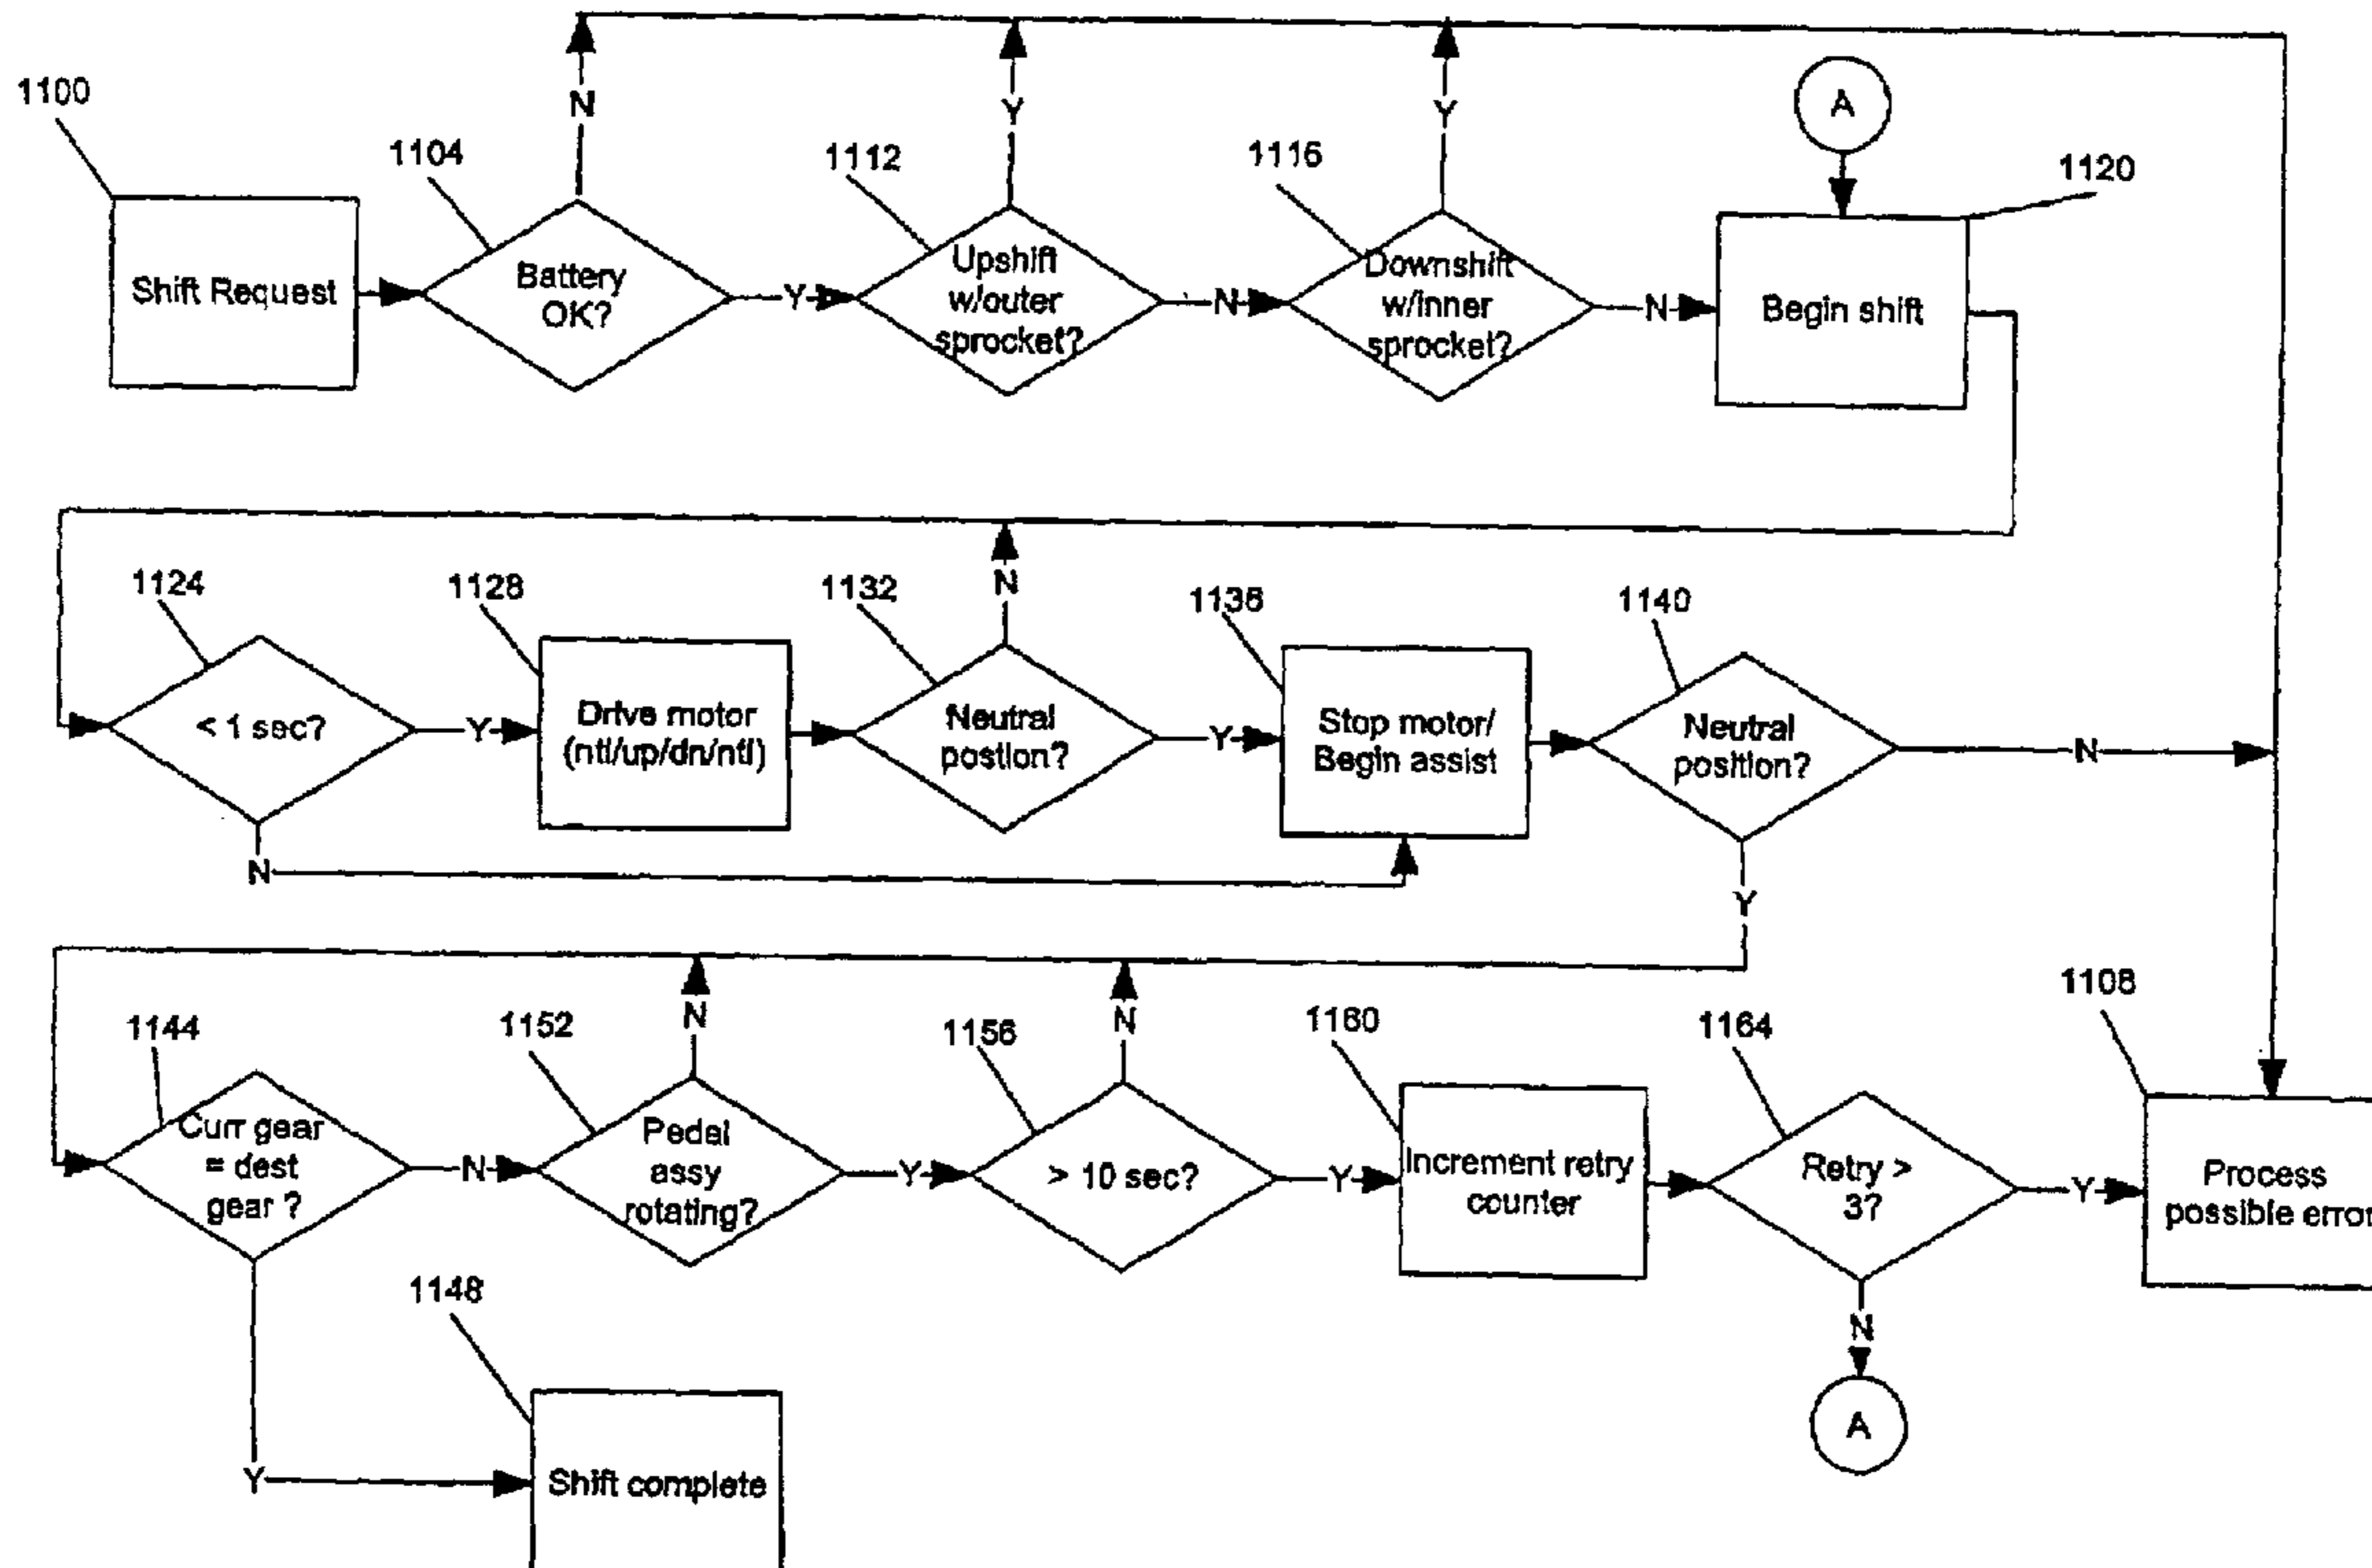 1100
Shift Request
1104
Battery
OK?
N
Y
1112
Upshift
w/outer
sprocket?
Y
N
1116
Downshift
w/inner
sprocket?
Y
N
A
1120
Begin shift
1124
< 1 sec?
Y
N
1128
Drive motor
(ntl/up/dn/ntl)
1132
Neutral
postion?
N
Y
1136
Stop motor/
Begin assist
1140
Neutral
position?
N
Y
1144
Curr gear
= dest
gear ?
N
Y
1148
Shift complete
1152
Pedal
assy
rotating?
N
Y
1156
> 10 sec?
N
Y
1160
Increment retry
counter
1164
Retry >
3?
Y
N
A
1108
Process
possible error